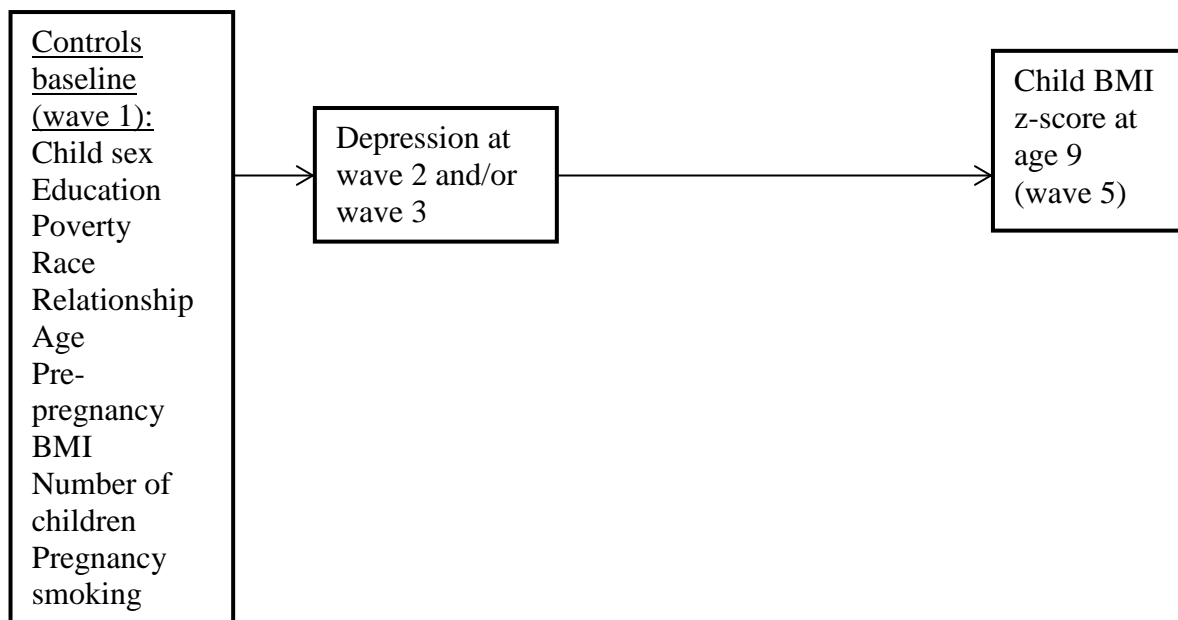 Controls
baseline
(wave 1):
Child sex
Education
Poverty
Race
Relationship
Age
Pre-
pregnancy
BMI
Number of
children
Pregnancy
smoking
Depression at
wave 2 and/or
wave 3
Child BMI
z-score at
age 9
(wave 5)